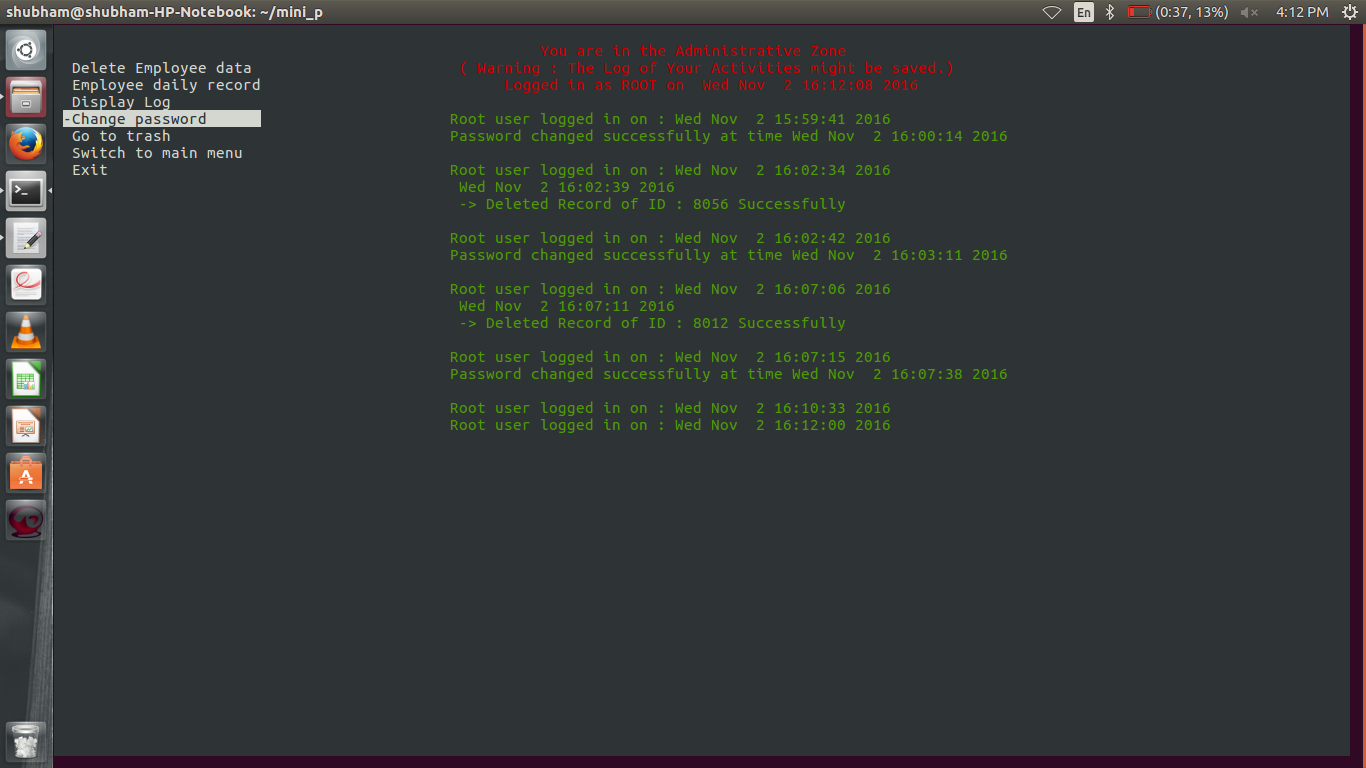 shubham@shubham-HP-Notebook: ~/mini_p
En
(0:37, 13%)
4:12 PM
You are in the Administrative Zone
( Warning : The Log of Your Activities might be saved.)
Logged in as ROOT on  Wed Nov  2 16:12:08 2016
Delete Employee data
Employee daily record
Display Log
-Change password
Go to trash
Switch to main menu
Exit
Root user logged in on : Wed Nov  2 15:59:41 2016
Password changed successfully at time Wed Nov  2 16:00:14 2016
Root user logged in on : Wed Nov  2 16:02:34 2016
Wed Nov  2 16:02:39 2016
-> Deleted Record of ID : 8056 Successfully
Root user logged in on : Wed Nov  2 16:02:42 2016
Password changed successfully at time Wed Nov  2 16:03:11 2016
Root user logged in on : Wed Nov  2 16:07:06 2016
Wed Nov  2 16:07:11 2016
-> Deleted Record of ID : 8012 Successfully
Root user logged in on : Wed Nov  2 16:07:15 2016
Password changed successfully at time Wed Nov  2 16:07:38 2016
Root user logged in on : Wed Nov  2 16:10:33 2016
Root user logged in on : Wed Nov  2 16:12:00 2016